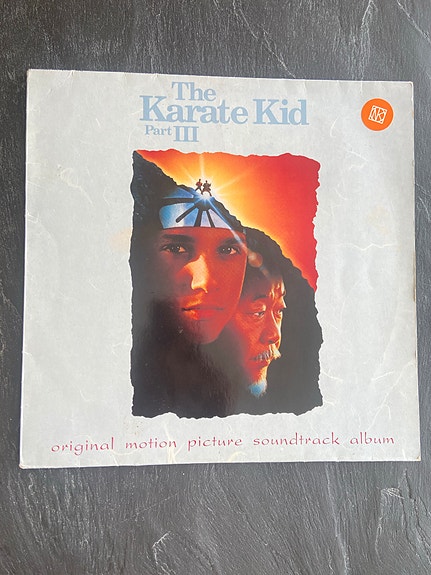 The
Karate Kid
Part III
original motion picture soundtrack album